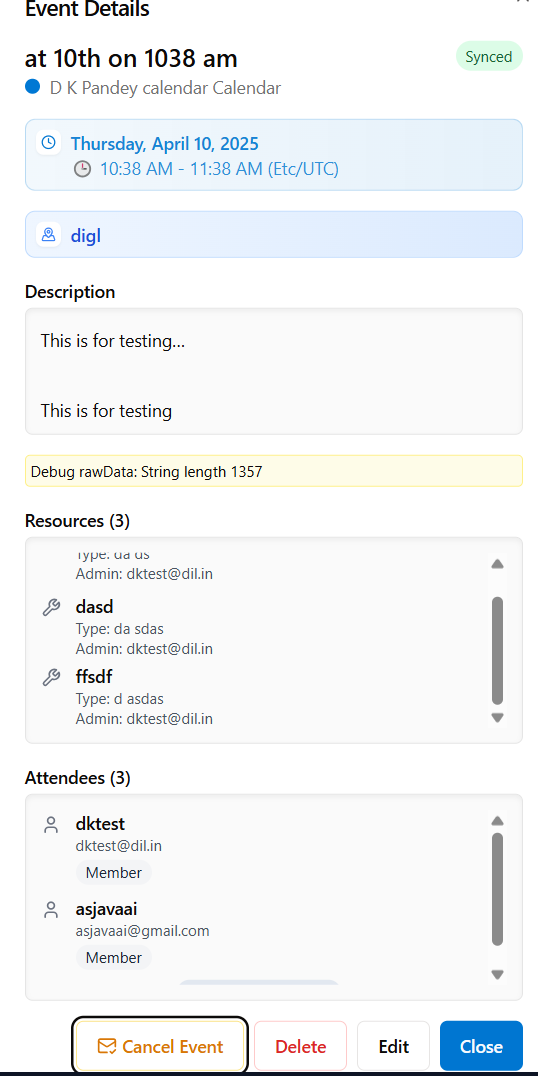 Event Details
at 10th on 1038 am
Synced
D K Pandey calendar Calendar
Thursday, April 10, 2025
10:38 AM - 11:38 AM (Etc/UTC)
digl
Description
This is for testing...
This is for testing
Debug rawData: String length 1357
Resources (3)
Type: da ds
Admin: dktest@dil.in
dasd
Type: da sdas
Admin: dktest@dil.in
ffsdf
Type: d asdas
Admin: dktest@dil.in
Attendees (3)
dktest
dktest@dil.in
Member
asjavaai
asjavaai@gmail.com
Member
Cancel Event
Delete
Edit
Close